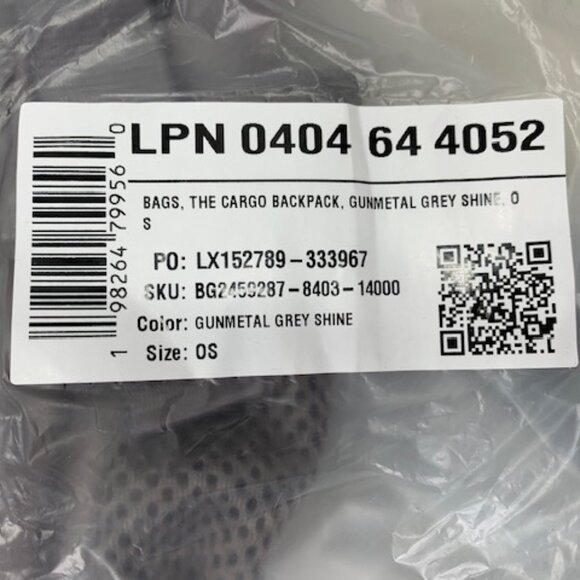 LPN 0404 64 4052
BAGS, THE CARGO BACKPACK, GUNMETAL GREY SHINE, O
S
PO: LX152789-333967
SKU: BG2459287-8403-14000
Color: GUNMETAL GREY SHINE
Size: OS
1 98264 79956 0